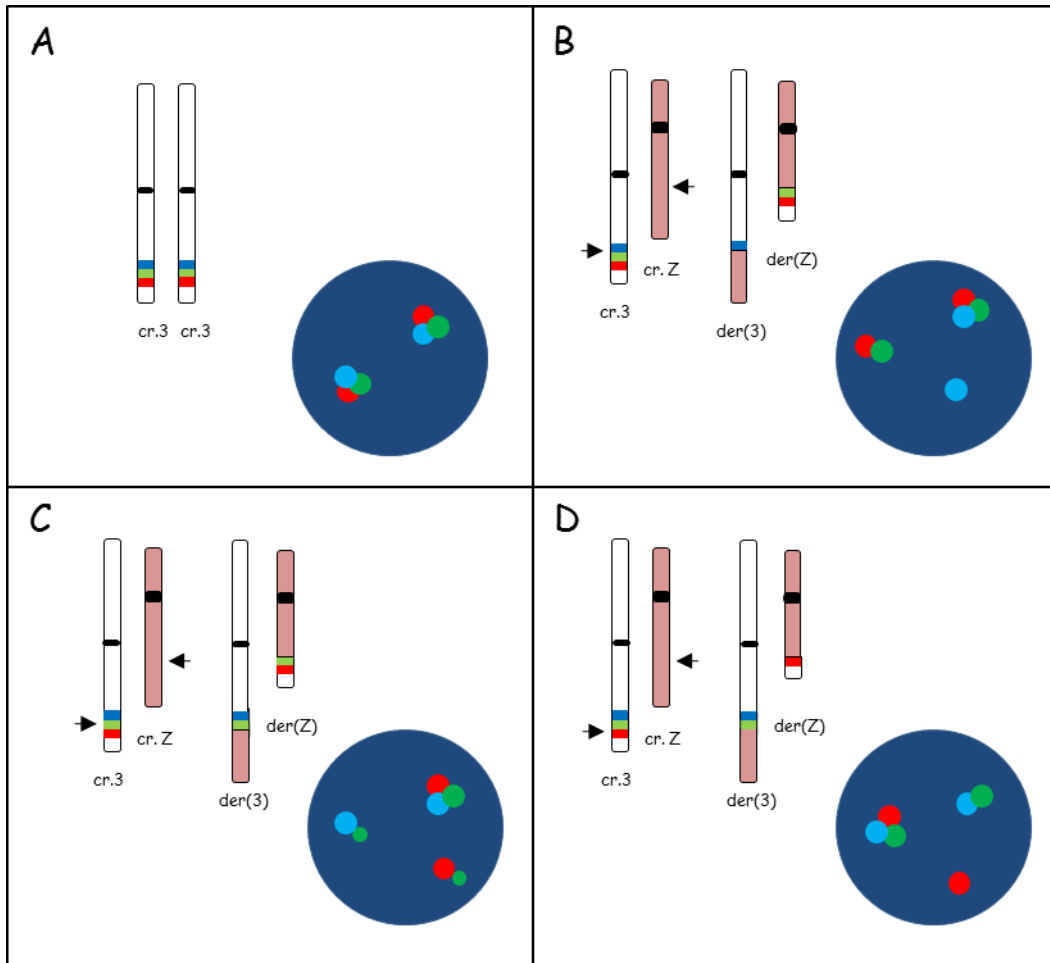 A
cr.3 cr.3
B
cr.3
cr. Z
der(3)
der(Z)
C
cr.3
cr. Z
der(3)
der(Z)
D
cr.3
cr. Z
der(3)
der(Z)